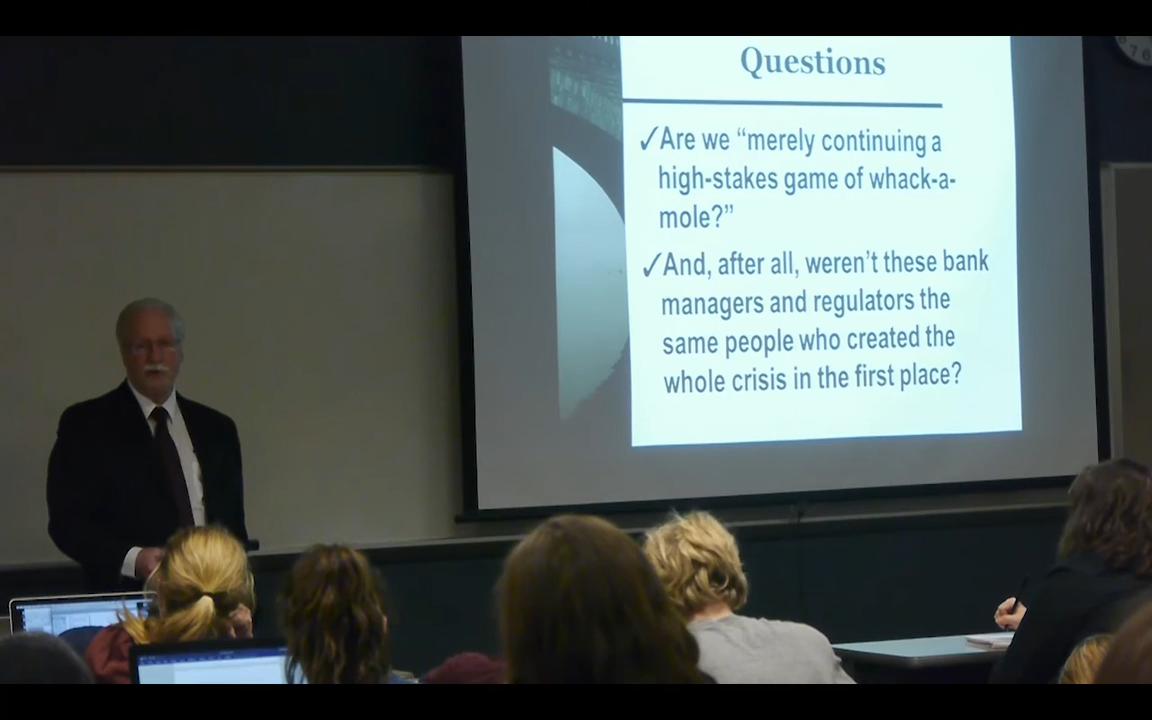 Questions
✓Are we “merely continuing a
high-stakes game of whack-a-
mole?”
✓And, after all, weren’t these bank
managers and regulators the
same people who created the
whole crisis in the first place?